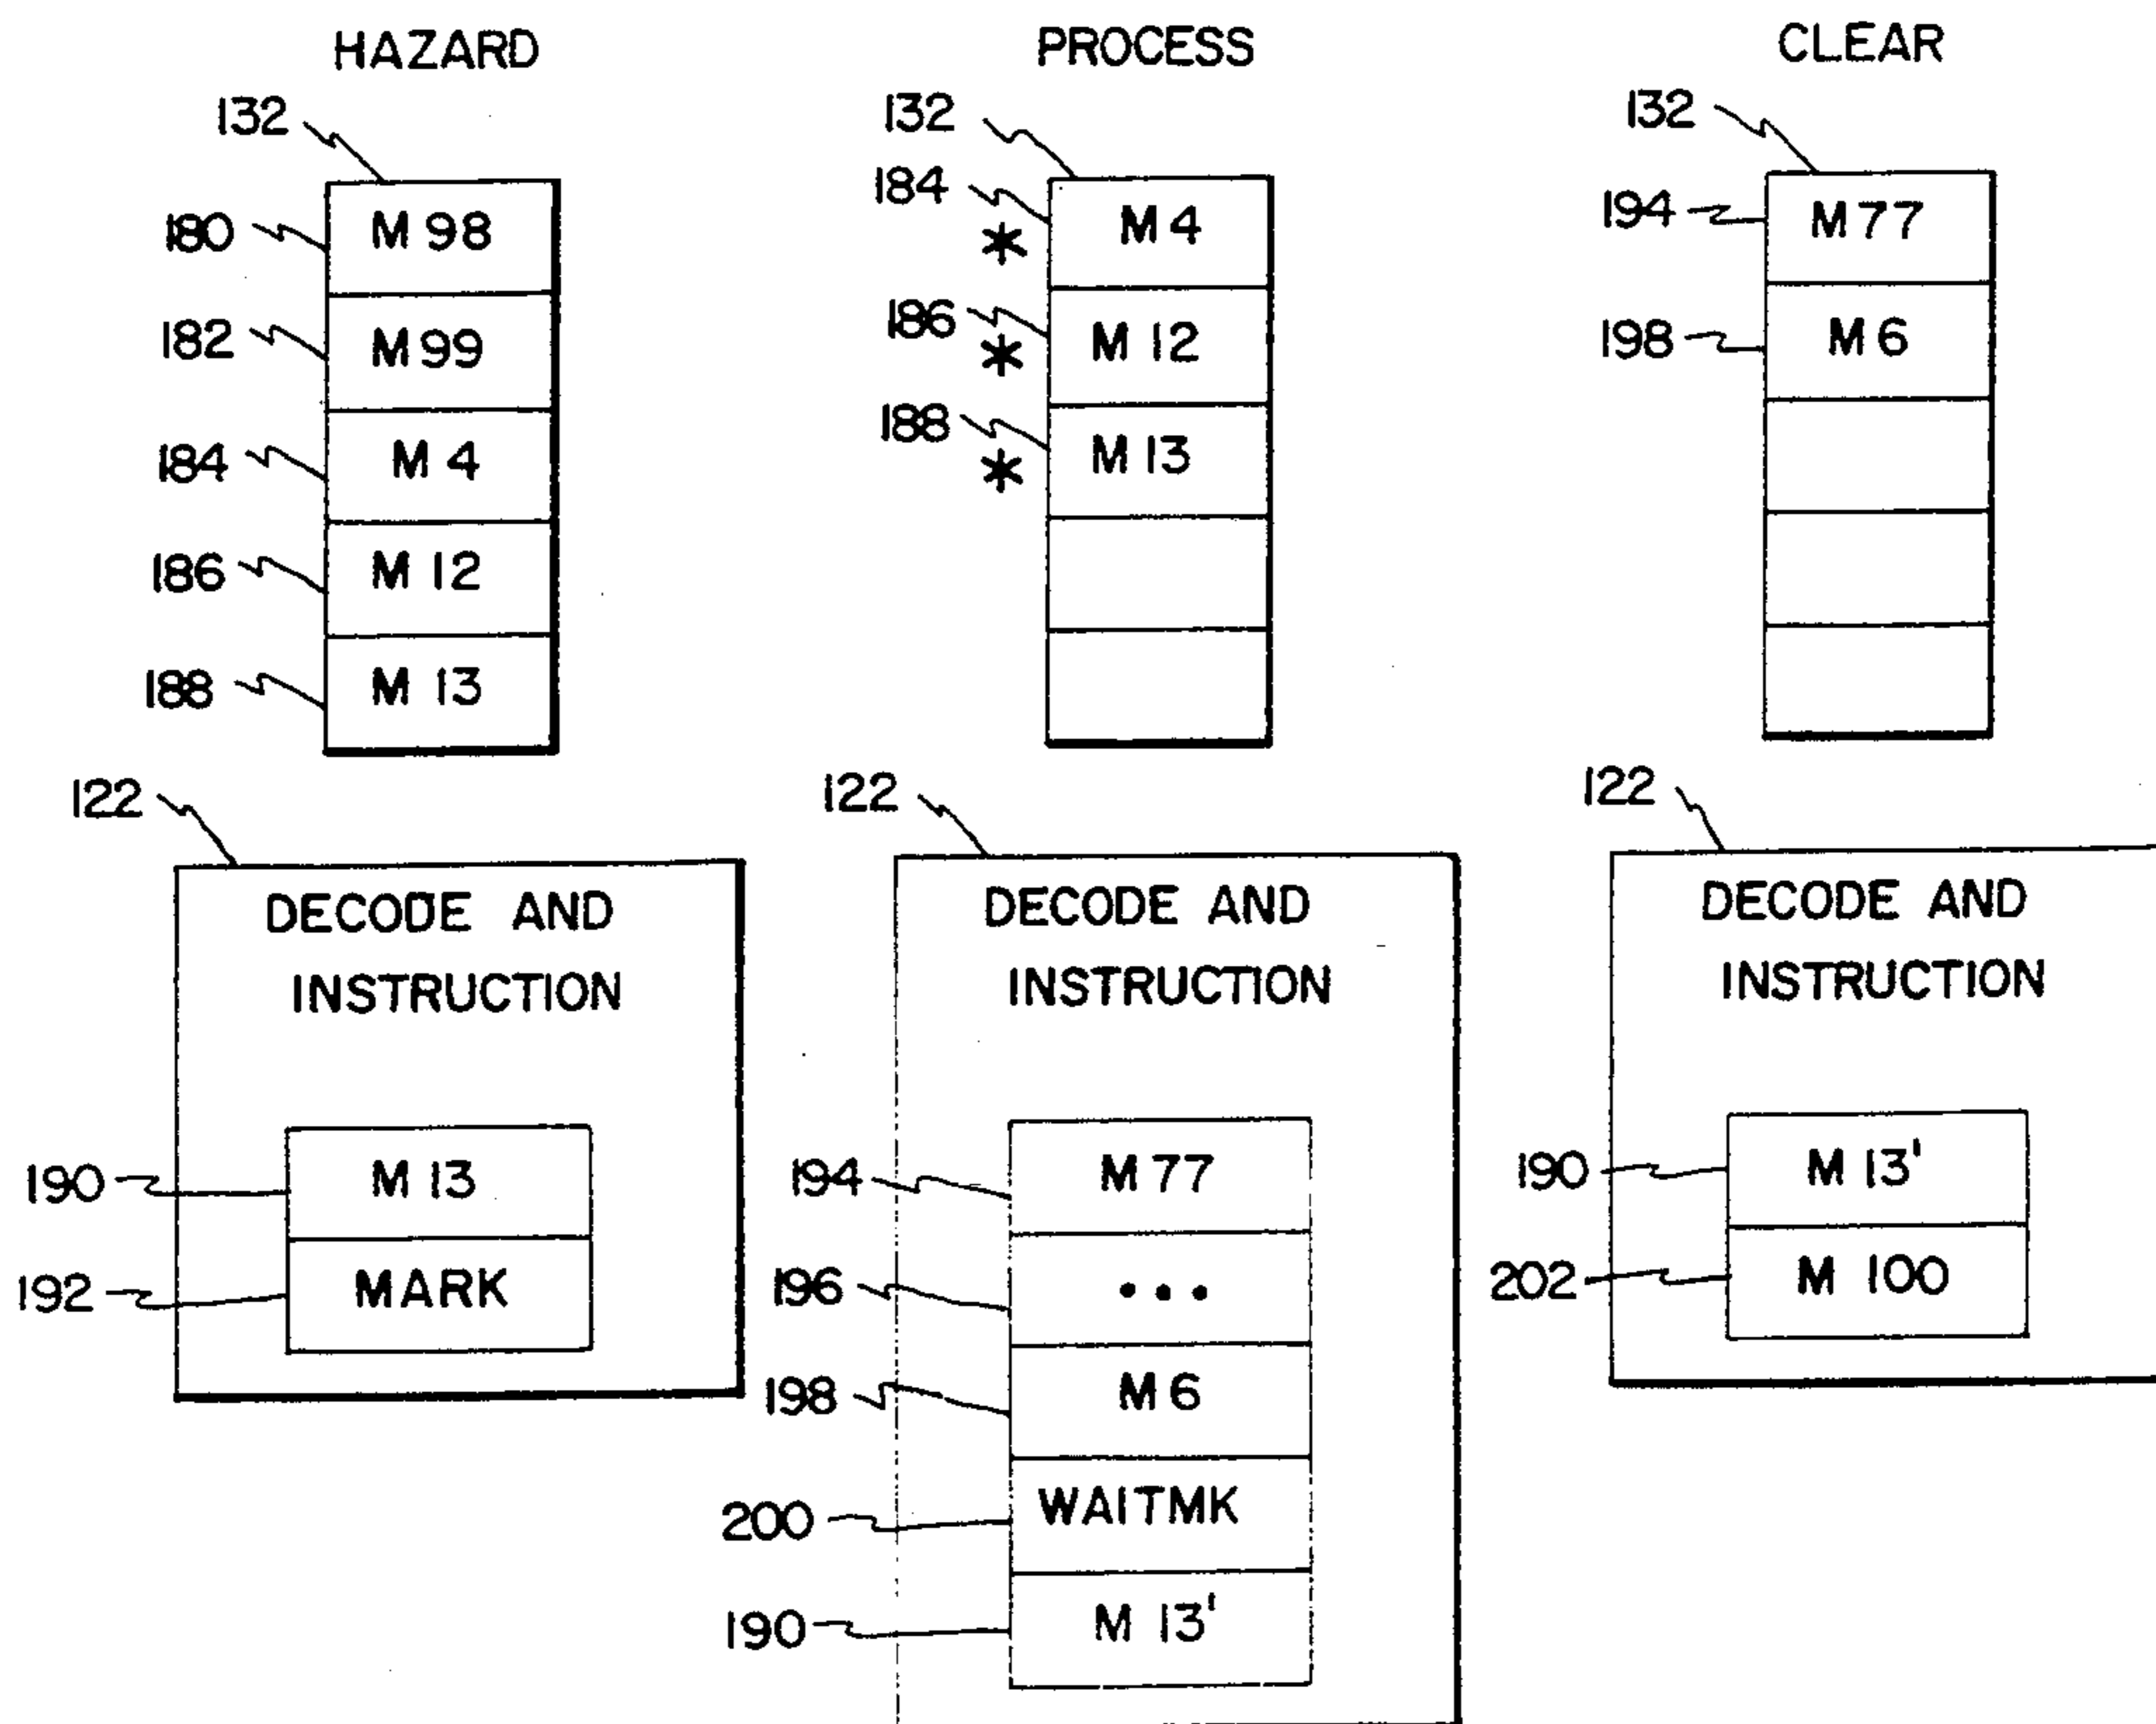 HAZARD
132
180 M 98
182 M 99
184 M 4
186 M 12
188 M 13
122
DECODE AND
INSTRUCTION
190 M 13
192 MARK
PROCESS
132
184 * M 4
186 * M 12
188 * M 13
122
DECODE AND
INSTRUCTION
194 M 77
196 • • •
198 M 6
200 WAITMK
190 M 13'
CLEAR
132
194 M 77
198 M 6
122
DECODE AND
INSTRUCTION
190 M 13'
202 M 100